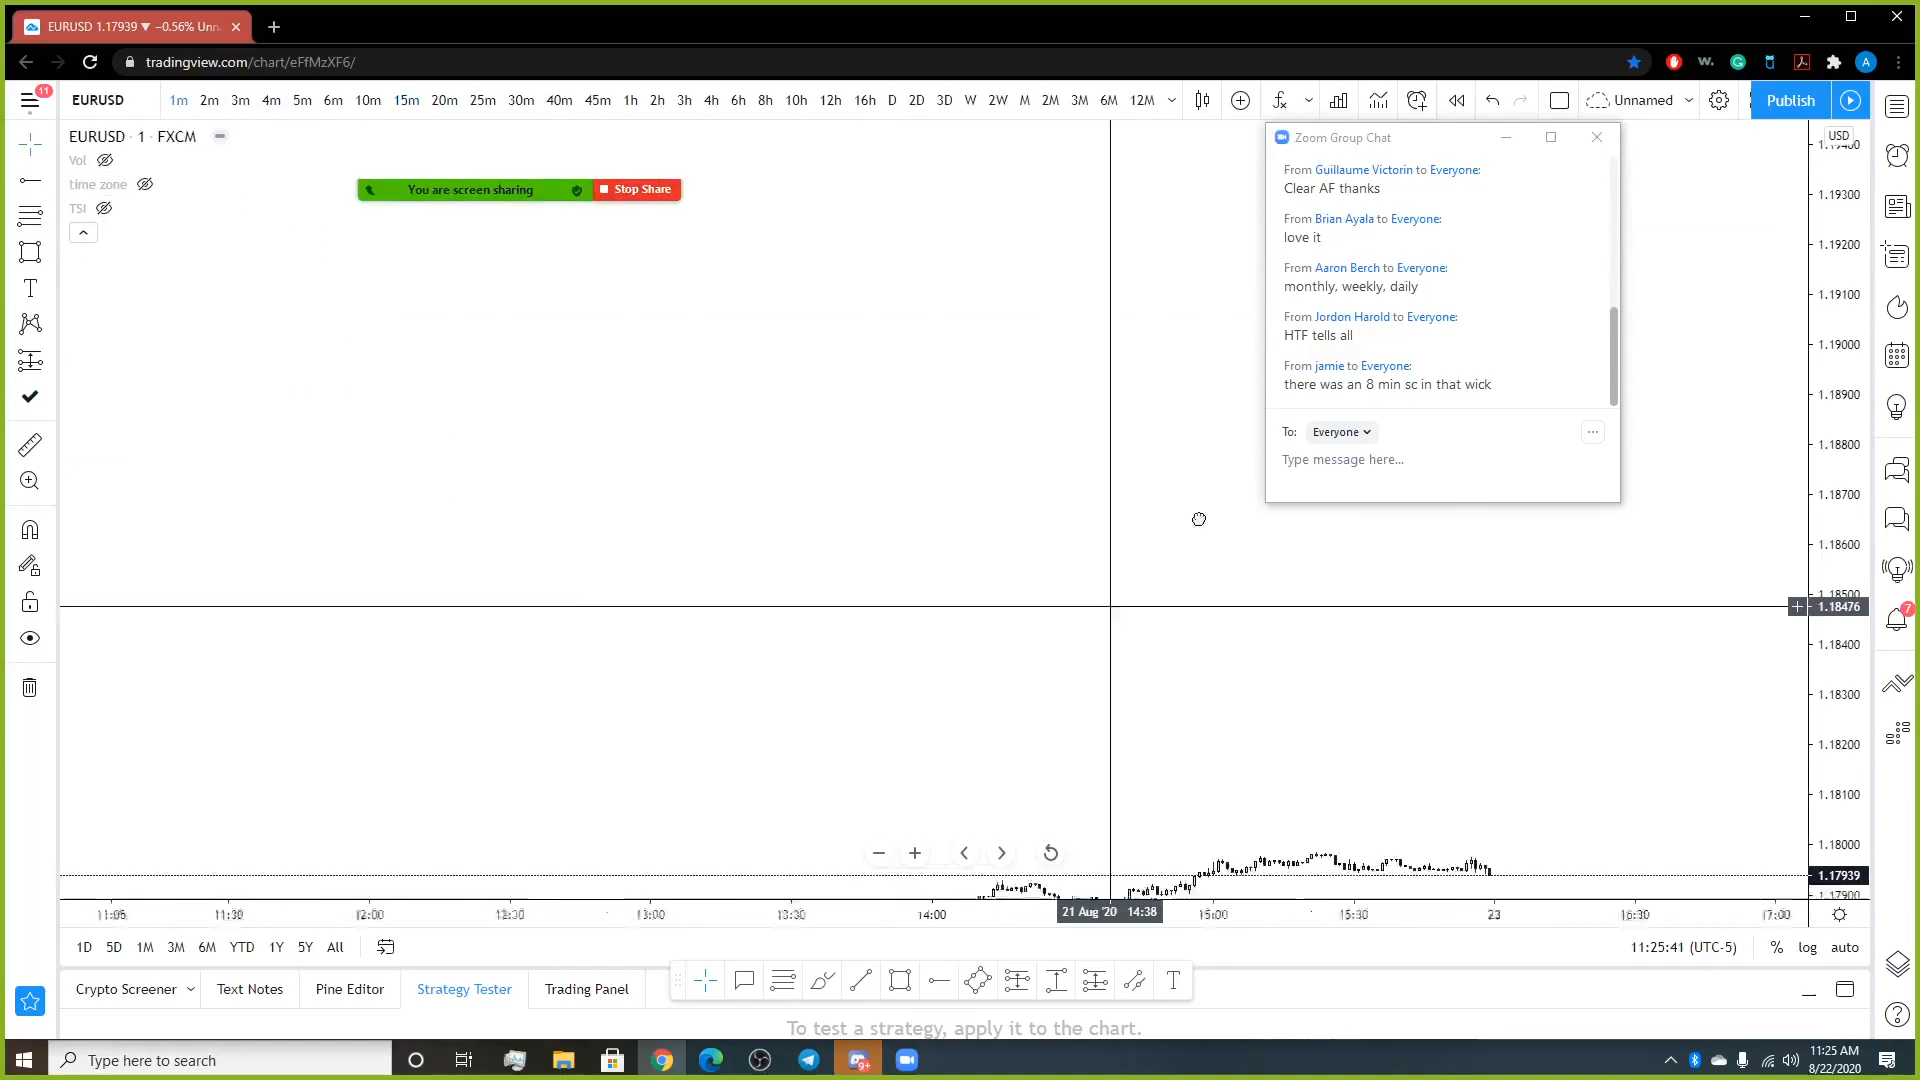 EURUSD 1.17939 ▼ −0.56% Unn
tradingview.com/chart/eFfMzXF6/
W.
A
11
EURUSD
1m 2m 3m 4m 5m 6m 10m 15m 20m 25m 30m 40m 45m 1h 2h 3h 4h 6h 8h 10h 12h 16h D 2D 3D W 2W M 2M 3M 6M 12M
Unnamed
Publish
EURUSD · 1 · FXCM
Vol
time zone
TSI
You are screen sharing
Stop Share
Zoom Group Chat
From Guillaume Victorin to Everyone:
Clear AF thanks
From Brian Ayala to Everyone:
love it
From Aaron Berch to Everyone:
monthly, weekly, daily
From Jordon Harold to Everyone:
HTF tells all
From jamie to Everyone:
there was an 8 min sc in that wick
To: Everyone
Type message here...
USD
1.19400
1.19300
1.19200
1.19100
1.19000
1.18900
1.18800
1.18700
1.18600
1.18500
1.18476
1.18400
1.18300
1.18200
1.18100
1.18000
1.17939
1.17900
7
11:30 12:00 12:30 13:00 13:30 14:00 21 Aug '20 14:38 15:00 15:30 23 16:30 17:00
1D 5D 1M 3M 6M YTD 1Y 5Y All
11:25:41 (UTC-5) % log auto
Crypto Screener Text Notes Pine Editor Strategy Tester Trading Panel
To test a strategy, apply it to the chart.
Type here to search
9+
11:25 AM
8/22/2020